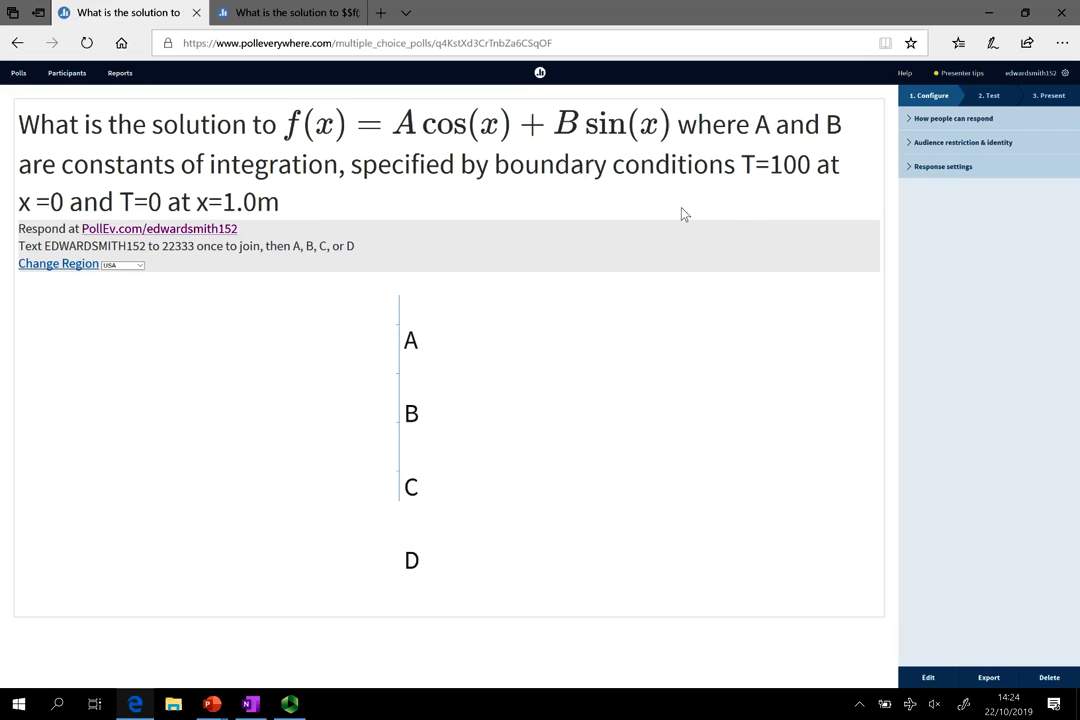 What is the solution to
What is the solution to $$f(
https://www.polleverywhere.com/multiple_choice_polls/q4KstXd3CrTnbZa6CSqOF
Polls Participants Reports
Help Presenter tips edwardsmith152
1. Configure 2. Test 3. Present
How people can respond
Audience restriction & identity
Response settings
What is the solution to f(x) = A cos(x) + B sin(x) where A and B
are constants of integration, specified by boundary conditions T=100 at
x =0 and T=0 at x=1.0m
Respond at PollEv.com/edwardsmith152
Text EDWARDSMITH152 to 22333 once to join, then A, B, C, or D
Change Region USA
A
B
C
D
Edit Export Delete
14:24
22/10/2019